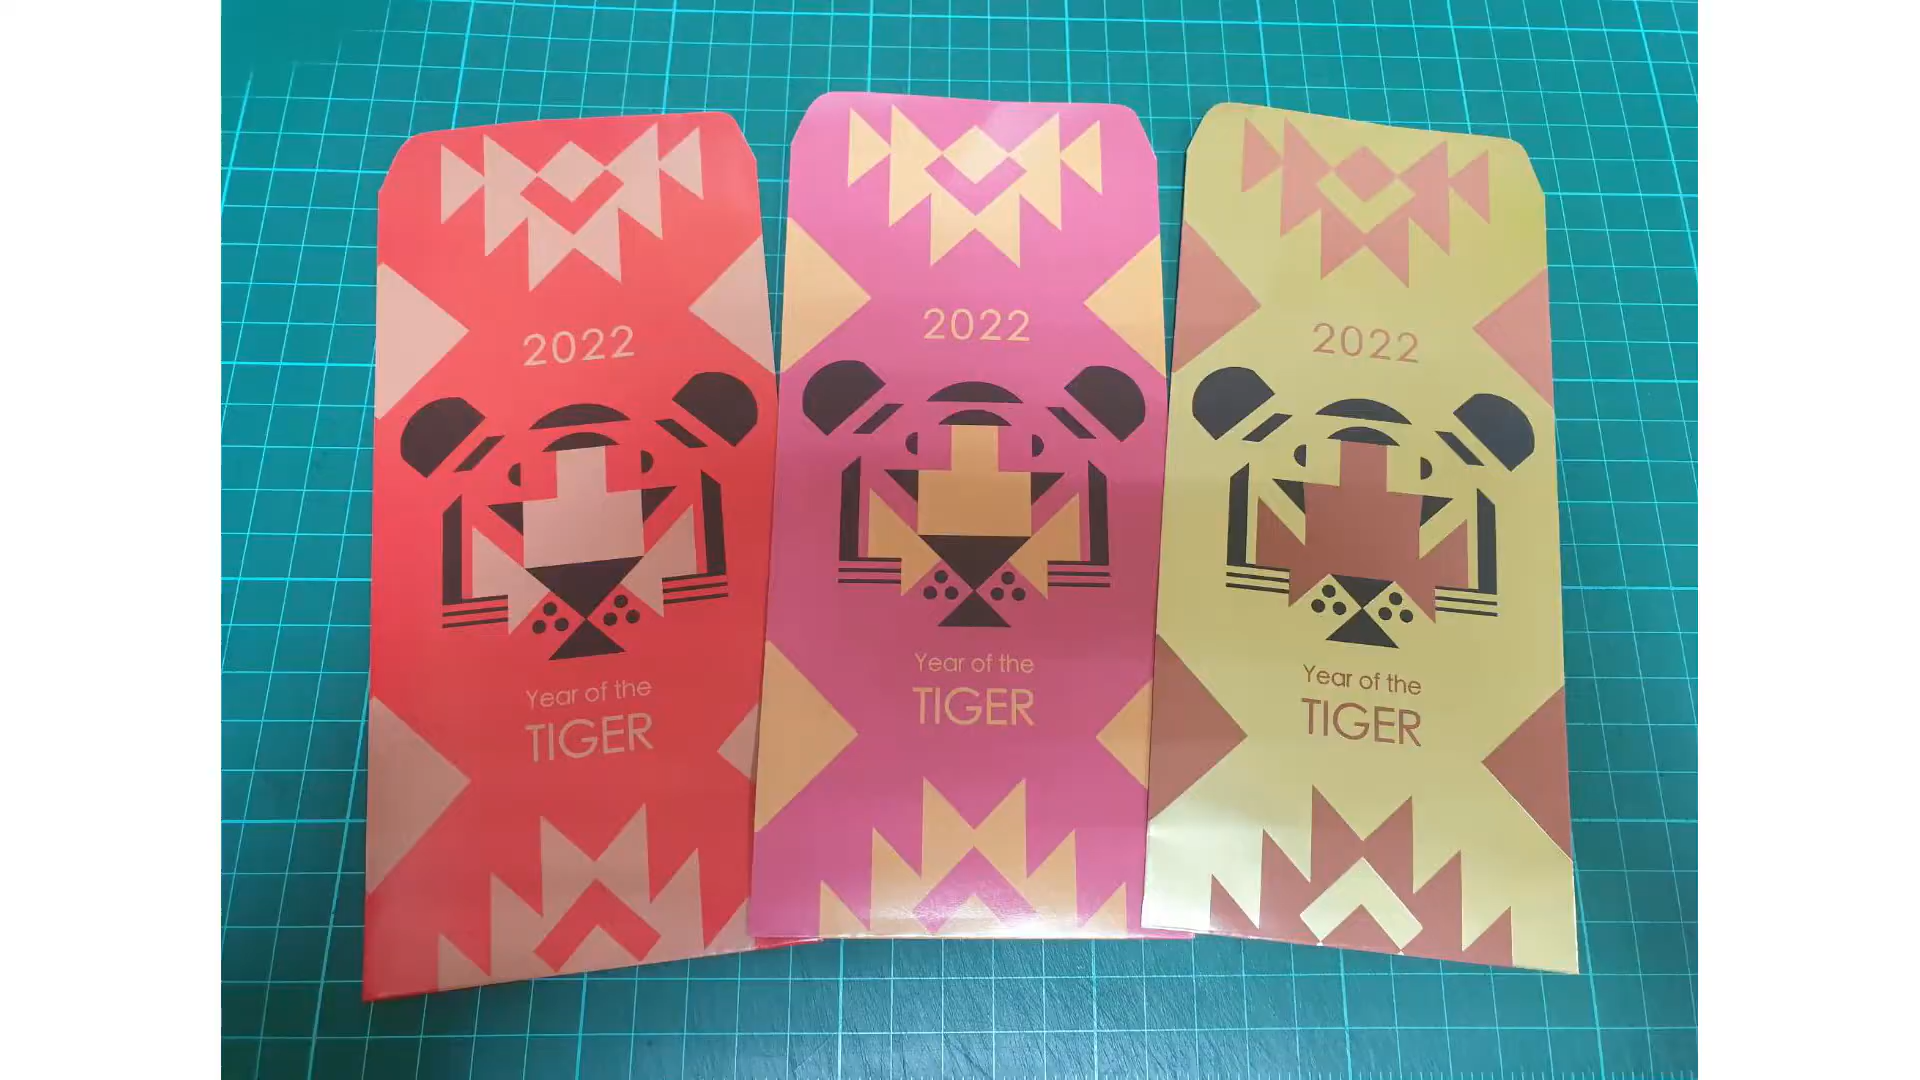 2022
Year of the
TIGER
2022
Year of the
TIGER
2022
Year of the
TIGER